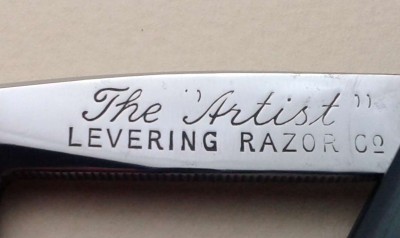 The "Artist"
LEVERING RAZOR Co